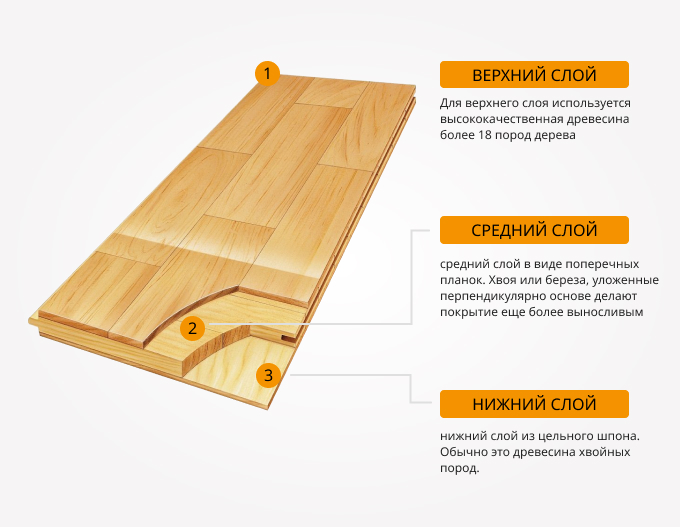 1
ВЕРХНИЙ СЛОЙ
Для верхнего слоя используется
высококачественная древесина
более 18 пород дерева
СРЕДНИЙ СЛОЙ
средний слой в виде поперечных
планок. Хвоя или береза, уложенные
перпендикулярно основе делают
покрытие еще более выносливым
2
3
НИЖНИЙ СЛОЙ
нижний слой из цельного шпона.
Обычно это древесина хвойных
пород.